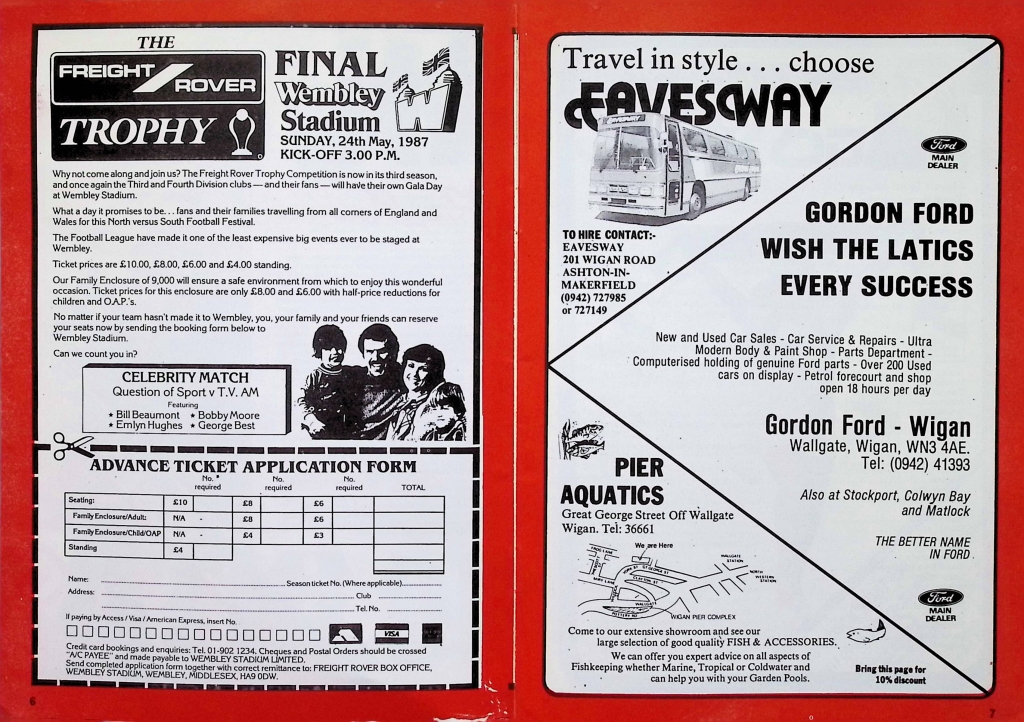 THE
FREIGHT ROVER
TROPHY
FINAL
Wembley
Stadium
SUNDAY, 24th May, 1987
KICK-OFF 3.00 P.M.
Why not come along and join us? The Freight Rover Trophy Competition is now in its third season,
and once again the Third and Fourth Division clubs — and their fans — will have their own Gala Day
at Wembley Stadium.
What a day it promises to be... fans and their families travelling from all corners of England and
Wales for this North versus South Football Festival.
The Football League have made it one of the least expensive big events ever to be staged at
Wembley.
Ticket prices are £10.00, £8.00, £6.00 and £4.00 standing.
Our Family Enclosure of 9,000 will ensure a safe environment from which to enjoy this wonderful
occasion. Ticket prices for this enclosure are only £8.00 and £6.00 with half-price reductions for
children and O.A.P.'s.
No matter if your team hasn't made it to Wembley, you, your family and your friends can reserve
your seats now by sending the booking form below to
Wembley Stadium.
Can we count you in?
CELEBRITY MATCH
Question of Sport v T.V. AM
Featuring
★ Bill Beaumont ★ Bobby Moore
★ Emlyn Hughes ★ George Best
ADVANCE TICKET APPLICATION FORM
No. * required No. required No. required TOTAL
Seating: £10 £8 £6
Family Enclosure/Adult: N/A - £8 £6
Family Enclosure/Child/OAP N/A - £4 £3
Standing £4
Name: Season ticket No. (Where applicable)
Address: Club
Tel. No.
If paying by Access / Visa / American Express, insert No.
VISA
Credit card bookings and enquiries: Tel. 01-902 1234. Cheques and Postal Orders should be crossed
"A/C PAYEE" and made payable to WEMBLEY STADIUM LIMITED.
Send completed application form together with correct remittance to: FREIGHT ROVER BOX OFFICE,
WEMBLEY STADIUM, WEMBLEY, MIDDLESEX, HA9 0DW.
6
Travel in style . . . choose
EAVESWAY
EAVESWAY
TO HIRE CONTACT:-
EAVESWAY
201 WIGAN ROAD
ASHTON-IN-
MAKERFIELD
(0942) 727985
or 727149
Ford
MAIN
DEALER
GORDON FORD
WISH THE LATICS
EVERY SUCCESS
New and Used Car Sales - Car Service & Repairs - Ultra
Modern Body & Paint Shop - Parts Department -
Computerised holding of genuine Ford parts - Over 200 Used
cars on display - Petrol forecourt and shop
open 18 hours per day
Gordon Ford - Wigan
Wallgate, Wigan, WN3 4AE.
Tel: (0942) 41393
Also at Stockport, Colwyn Bay
and Matlock
THE BETTER NAME
IN FORD
Ford
MAIN
DEALER
PIER
AQUATICS
Great George Street Off Wallgate
Wigan. Tel: 36661
We are Here
WALLGATE
STATION
NORTH
WESTERN
STATION
WALLGATE
WIGAN PIER COMPLEX
Come to our extensive showroom and see our
large selection of good quality FISH & ACCESSORIES.
We can offer you expert advice on all aspects of
Fishkeeping whether Marine, Tropical or Coldwater and
can help you with your Garden Pools.
Bring this page for
10% discount
7